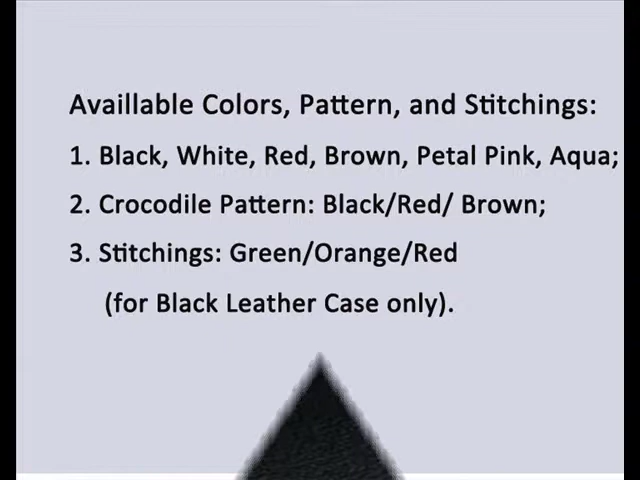 Availlable Colors, Pattern, and Stitchings:
1. Black, White, Red, Brown, Petal Pink, Aqua;
2. Crocodile Pattern: Black/Red/ Brown;
3. Stitchings: Green/Orange/Red
(for Black Leather Case only).